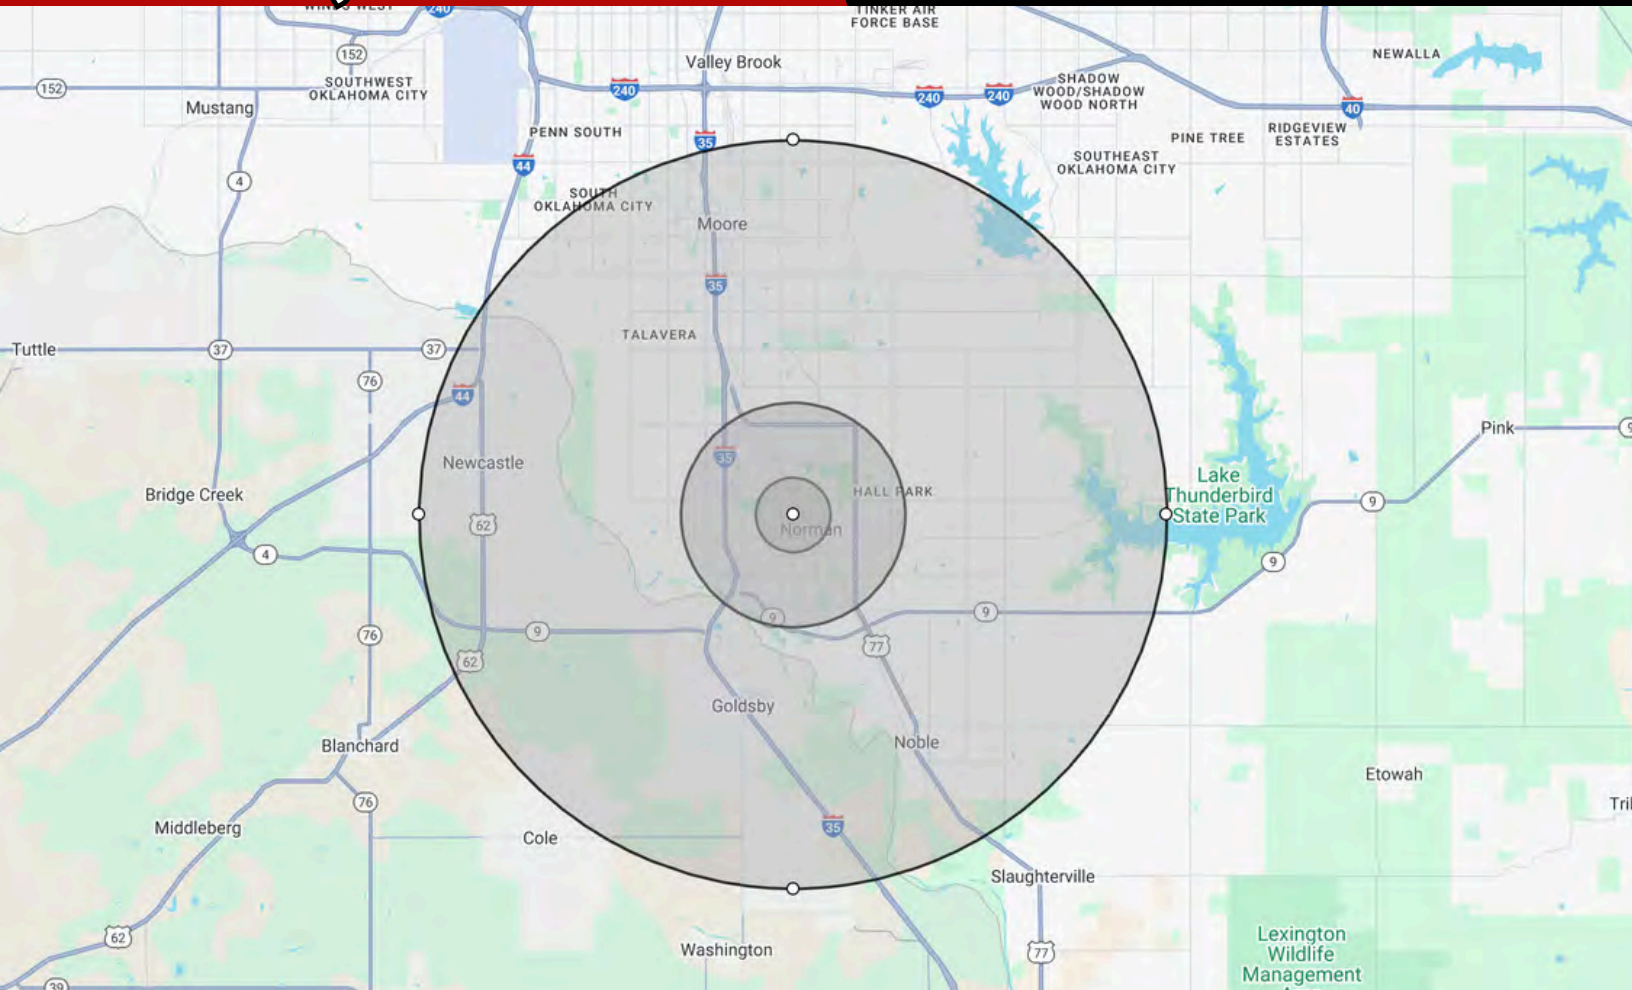 240
TINKER AIR
FORCE BASE
152
SOUTHWEST
OKLAHOMA CITY
Valley Brook
NEWALLA
152
240
240
240
SHADOW
WOOD/SHADOW
WOOD NORTH
Mustang
40
PENN SOUTH
35
PINE TREE
RIDGEVIEW
ESTATES
44
SOUTHEAST
OKLAHOMA CITY
4
SOUTH
OKLAHOMA CITY
Moore
35
TALAVERA
Tuttle
37
37
76
44
Pink
9
35
Newcastle
Lake
Thunderbird
State Park
Bridge Creek
HALL PARK
9
62
Norman
4
9
9
9
9
76
62
77
Goldsby
Noble
Blanchard
Etowah
76
Middleberg
35
Cole
Slaughterville
62
Washington
77
Lexington
Wildlife
Management
39